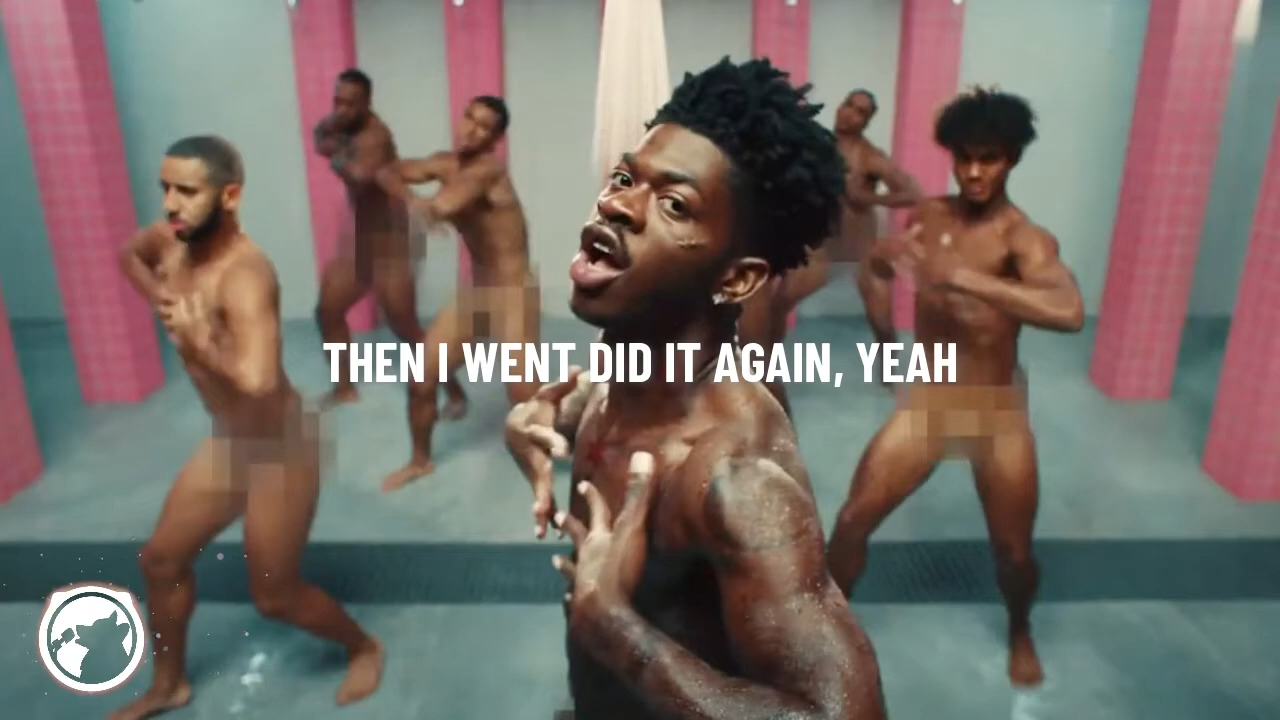 THEN I WENT DID IT AGAIN, YEAH